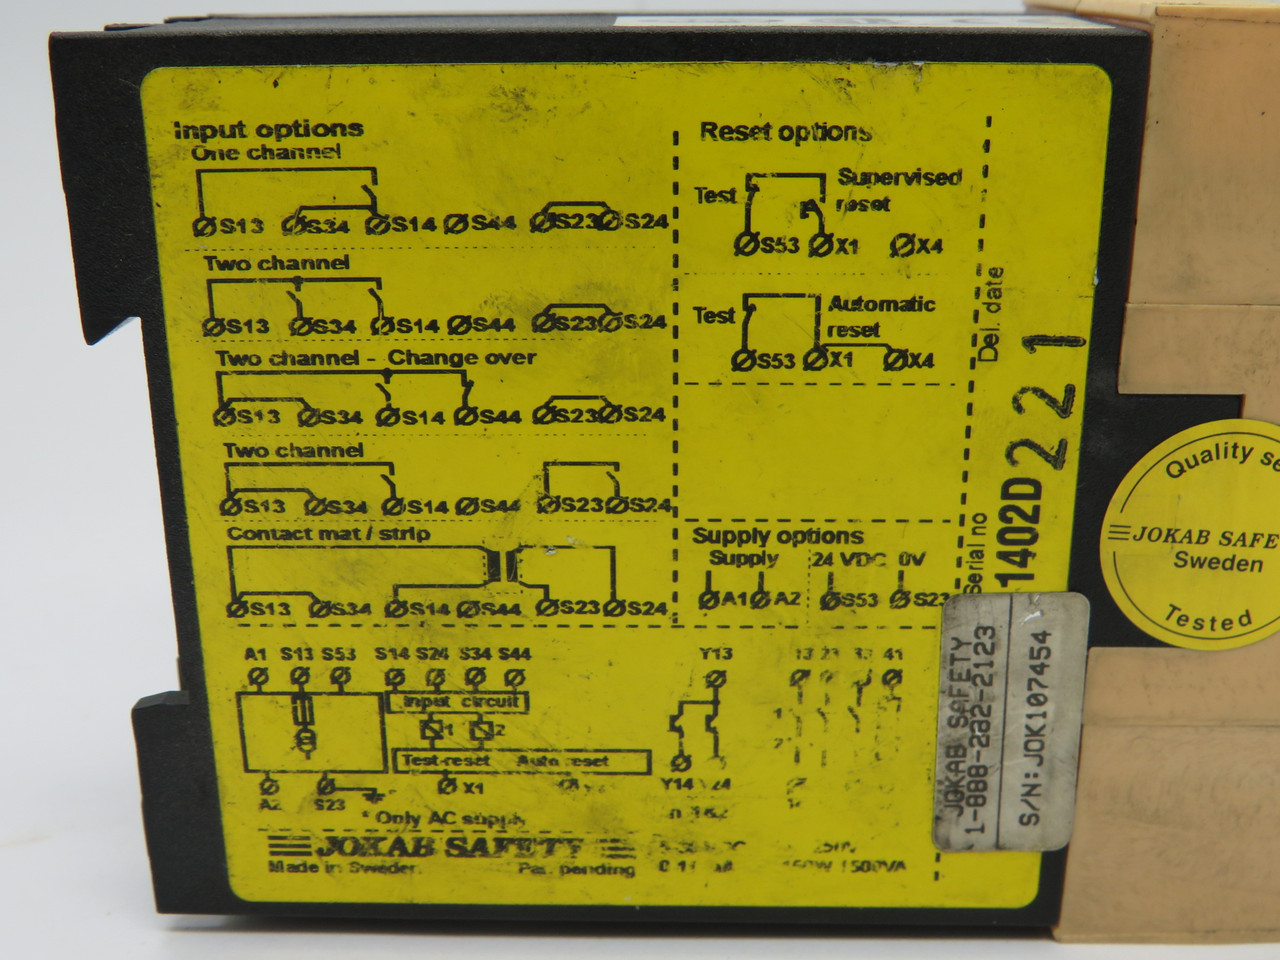 Input options
One channel
S13 S34 S14 S44 S23 S24
Two channel
S13 S34 S14 S44 S23 S24
Two channel - Change over
S13 S34 S14 S44 S23 S24
Two channel
S13 S34 S14 S44 S23 S24
Contact mat / strip
S13 S34 S14 S44 S23 S24
Reset options
Test Supervised
reset
S53 X1 X4
Test Automatic
reset
S53 X1 X4
Supply options
Supply 24 VDC 0V
A1 A2 S53 S23
Del. date
2 2 1
Serial no
1402D
A1 S13 S53 S14 S24 S34 S44
Input circuit
Test-reset Auto reset
A2 S23 X1
* Only AC supply
Y13
Y14
41
JOKAB SAFETY
Made in Sweden.
Pat. pending
JOKAB SAFETY
1-888-282-2123
S/N:JOK107454
Quality
JOKAB SAFE
Sweden
Tested